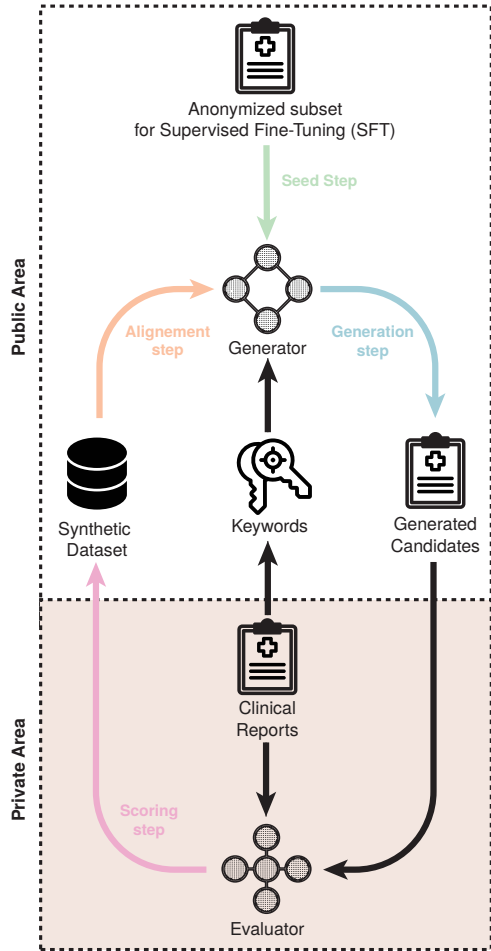 Anonymized subset
for Supervised Fine-Tuning (SFT)
Seed Step
Public Area
Alignement
step
Generator
Generation
step
Synthetic
Dataset
Keywords
Generated
Candidates
Private Area
Clinical
Reports
Scoring
step
Evaluator